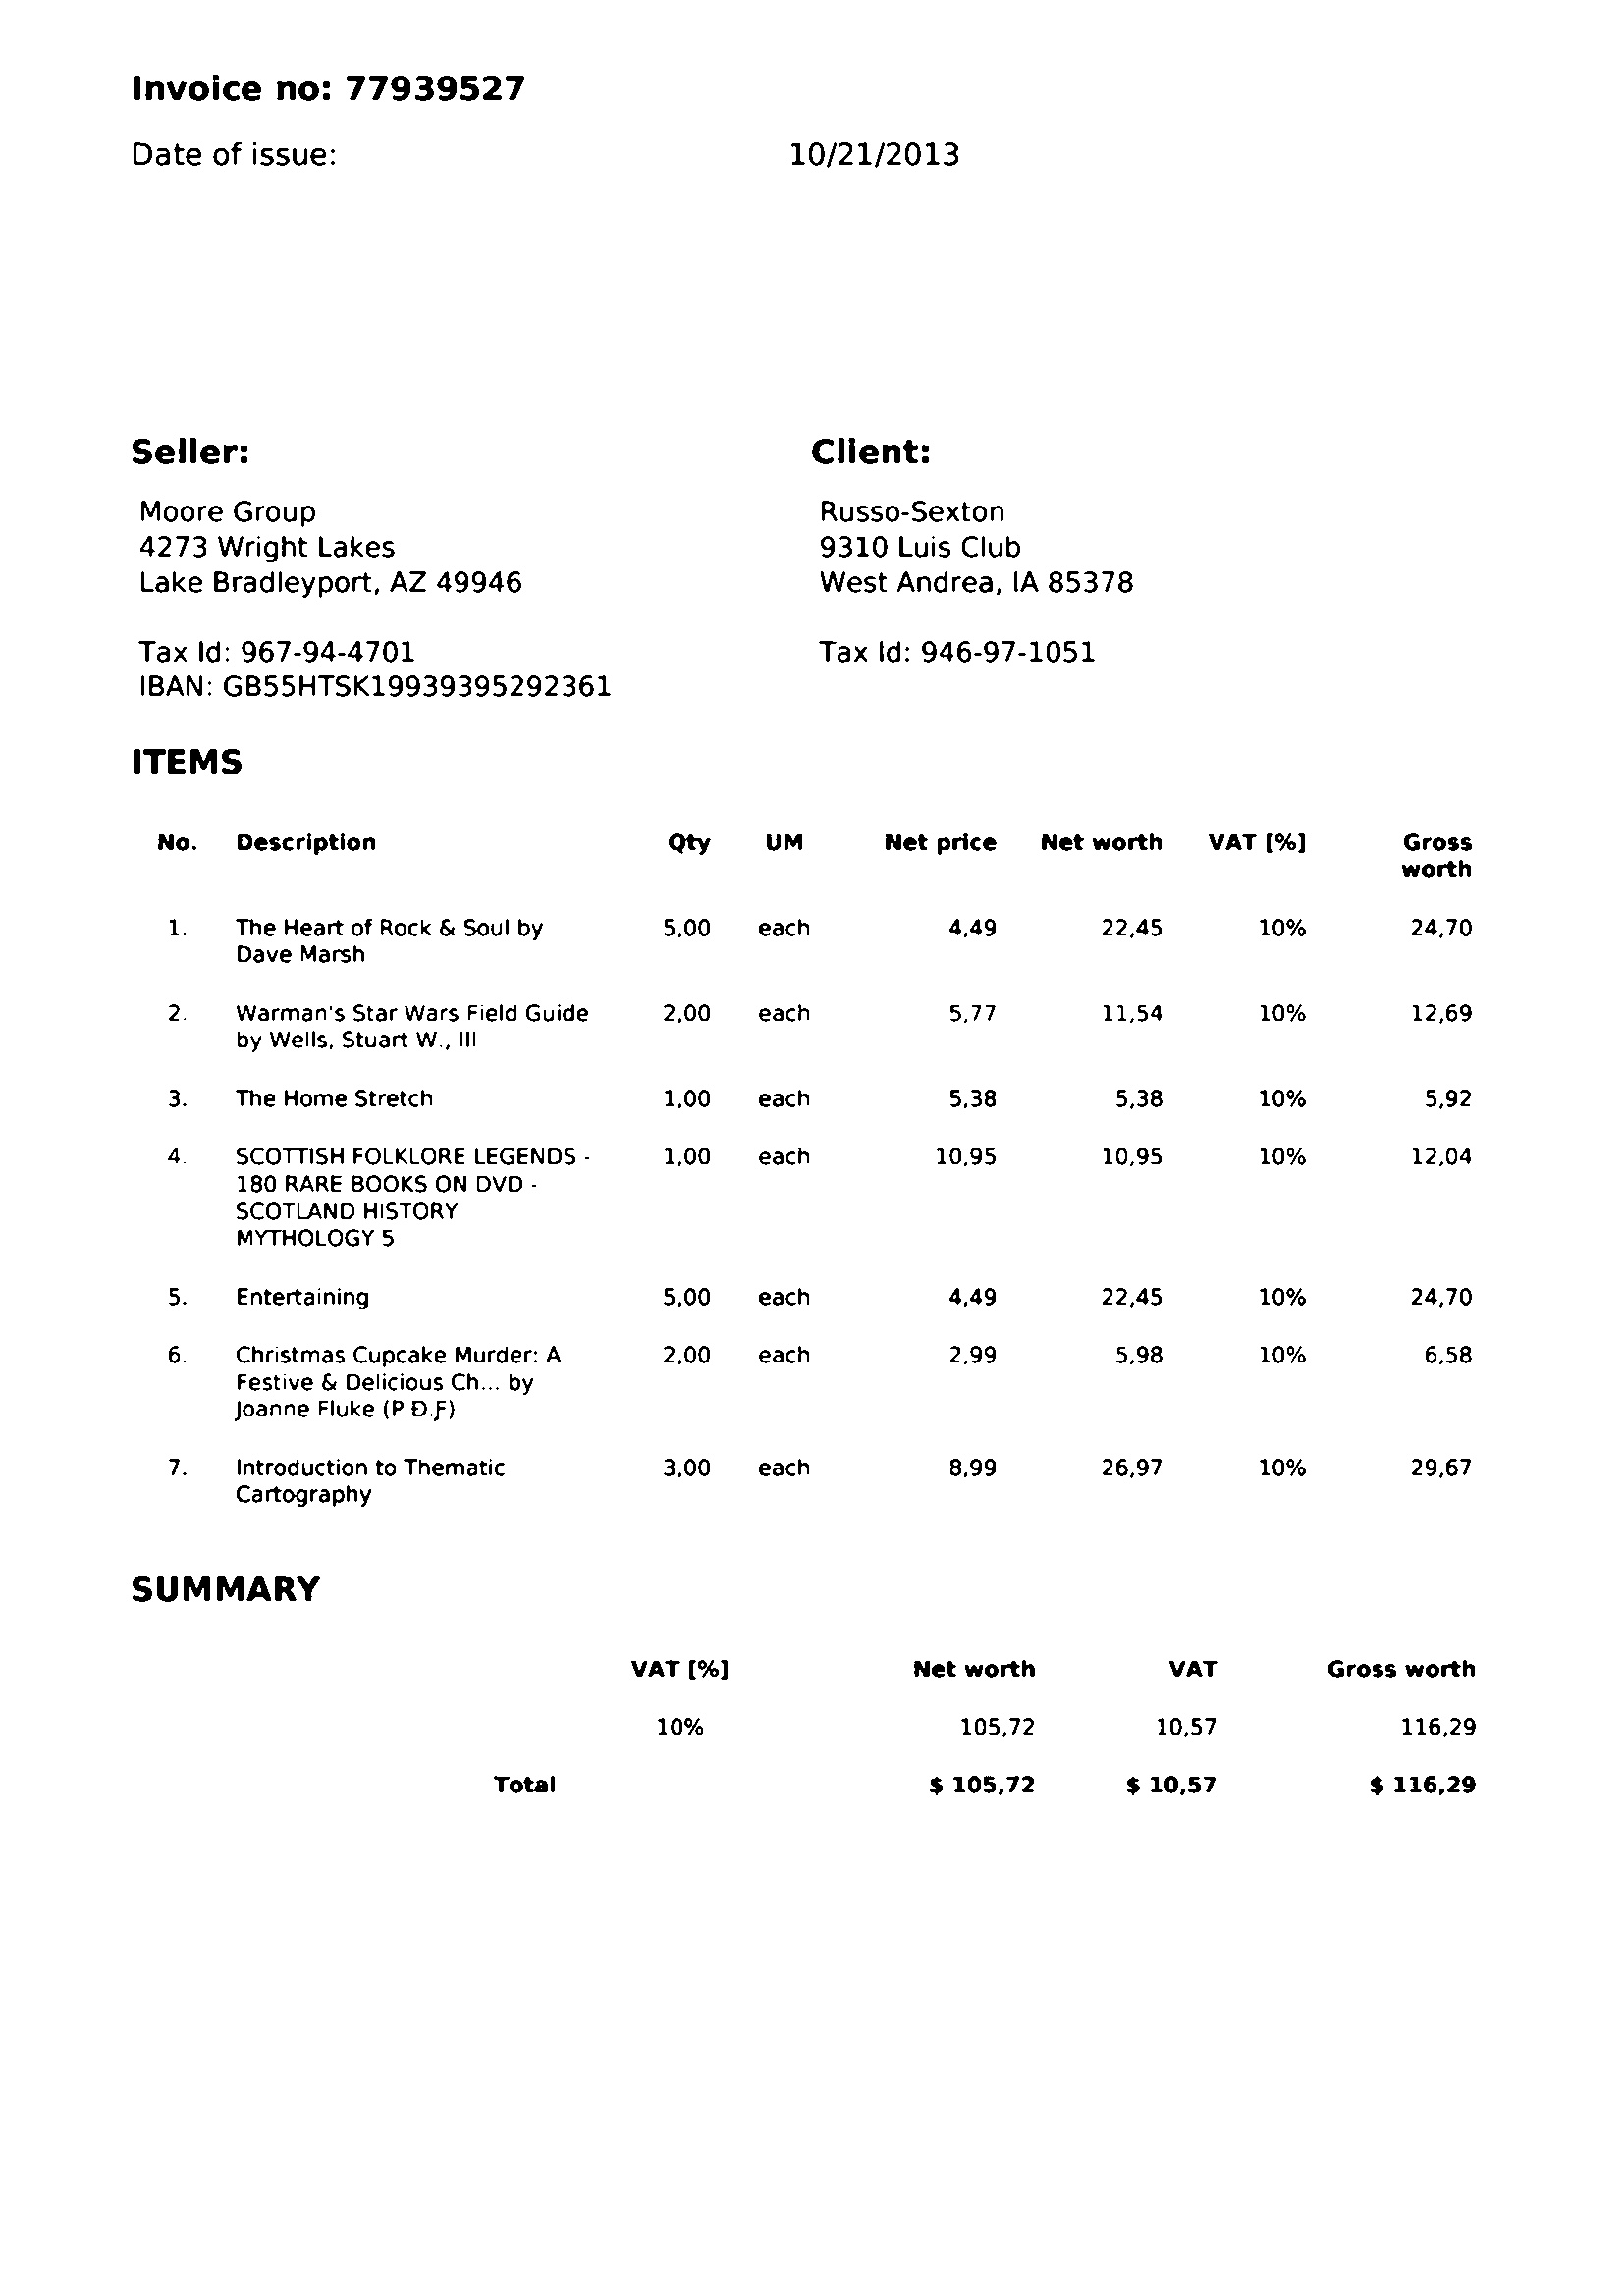 Invoice no: 77939527
Date of issue: 10/21/2013
Seller: Client:
Moore Group Russo-Sexton
4273 Wright Lakes 9310 Luis Club
Lake Bradleyport, AZ 49946 West Andrea, IA 85378
Tax Id: 967-94-4701 Tax Id: 946-97-1051
IBAN: GB55HTSK19939395292361
ITEMS
No. Description Qty UM Net price Net worth VAT [%] Gross
worth
1. The Heart of Rock & Soul by 5,00 each 4,49 22,45 10% 24,70
Dave Marsh
2. Warman's Star Wars Field Guide 2,00 each 5,77 11,54 10% 12,69
by Wells, Stuart W., III
3. The Home Stretch 1,00 each 5,38 5,38 10% 5,92
4. SCOTTISH FOLKLORE LEGENDS - 1,00 each 10,95 10,95 10% 12,04
180 RARE BOOKS ON DVD -
SCOTLAND HISTORY
MYTHOLOGY 5
5. Entertaining 5,00 each 4,49 22,45 10% 24,70
6. Christmas Cupcake Murder: A 2,00 each 2,99 5,98 10% 6,58
Festive & Delicious Ch... by
Joanne Fluke (P.Đ.Ƒ)
7. Introduction to Thematic 3,00 each 8,99 26,97 10% 29,67
Cartography
SUMMARY
VAT [%] Net worth VAT Gross worth
10% 105,72 10,57 116,29
Total $ 105,72 $ 10,57 $ 116,29